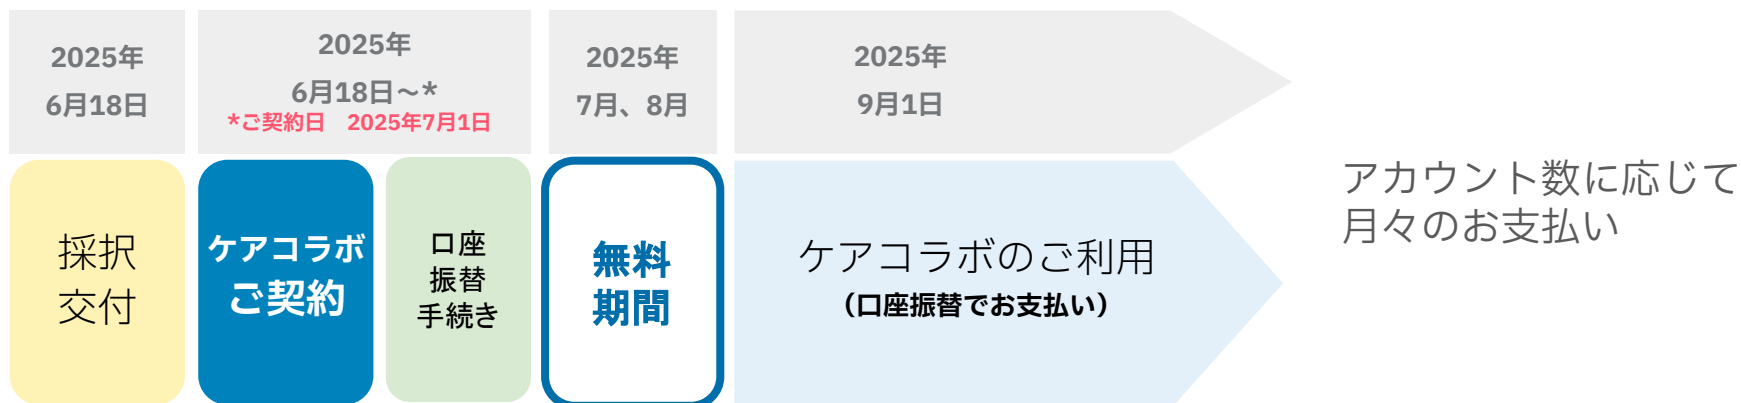 2025年
6月18日
2025年
6月18日～*
*ご契約日　2025年7月1日
2025年
7月、8月
2025年
9月1日
採択
交付
ケアコラボ
ご契約
口座
振替
手続き
無料
期間
ケアコラボのご利用
（口座振替でお支払い）
アカウント数に応じて
月々のお支払い